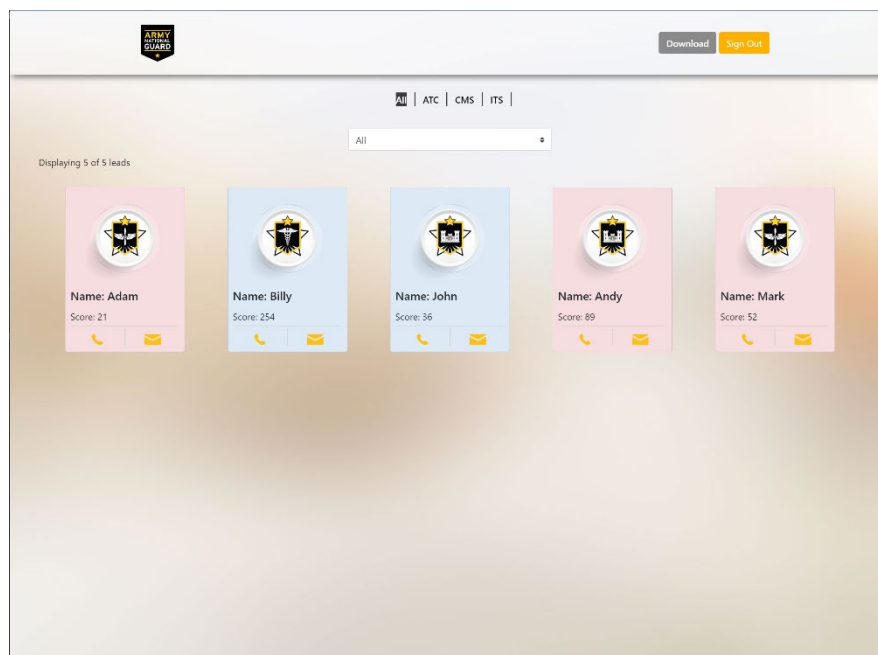 ARMY
NATIONAL
GUARD
Download Sign Out
All | ATC | CMS | ITS |
All
Displaying 5 of 5 leads
Name: Adam
Score: 21
Name: Billy
Score: 254
Name: John
Score: 36
Name: Andy
Score: 89
Name: Mark
Score: 52